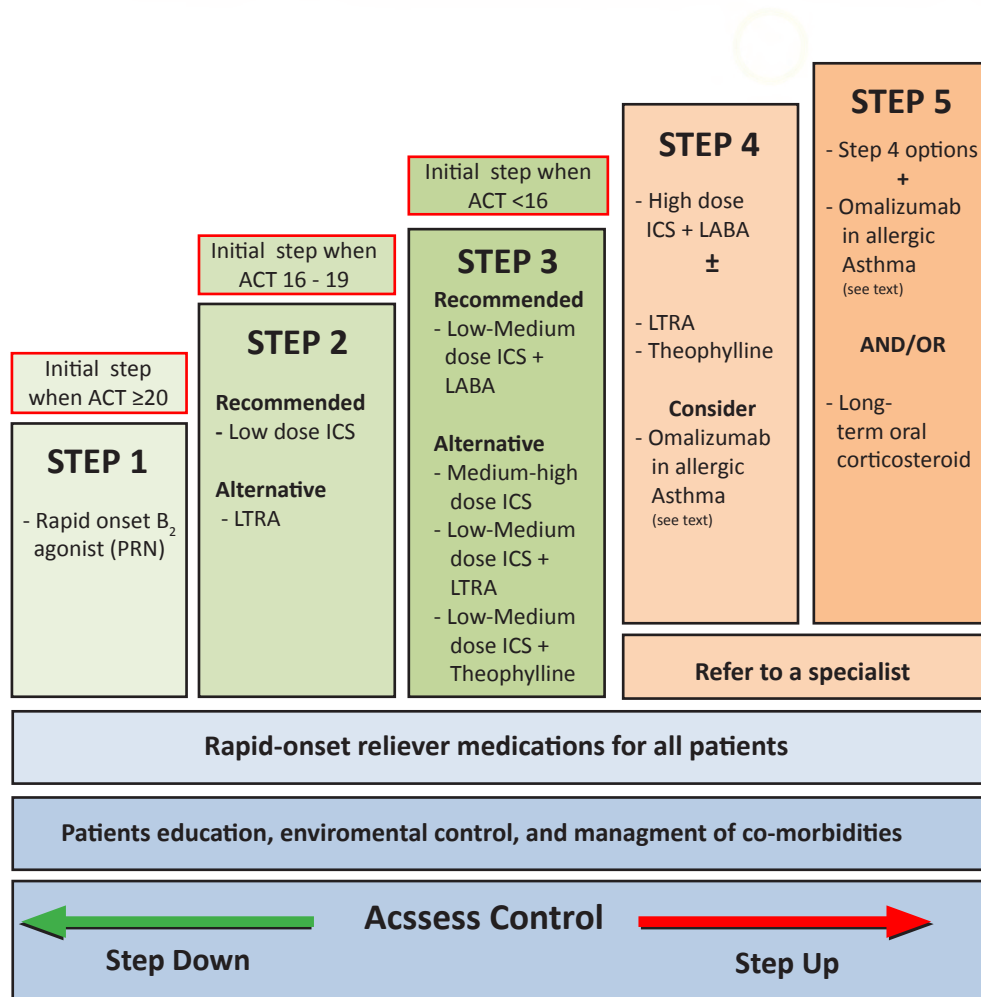 Initial step
when ACT ≥20
STEP 1
- Rapid onset B2
agonist (PRN)
Initial step when
ACT 16 - 19
STEP 2
Recommended
- Low dose ICS
Alternative
- LTRA
Initial step when
ACT <16
STEP 3
Recommended
- Low-Medium
dose ICS +
LABA
Alternative
- Medium-high
dose ICS
- Low-Medium
dose ICS +
LTRA
- Low-Medium
dose ICS +
Theophylline
STEP 4
- High dose
ICS + LABA
±
- LTRA
- Theophylline
Consider
- Omalizumab
in allergic
Asthma
(see text)
STEP 5
- Step 4 options
+
- Omalizumab
in allergic
Asthma
(see text)
AND/OR
- Long-
term oral
corticosteroid
Refer to a specialist
Rapid-onset reliever medications for all patients
Patients education, enviromental control, and managment of co-morbidities
Acssess Control
Step Down
Step Up